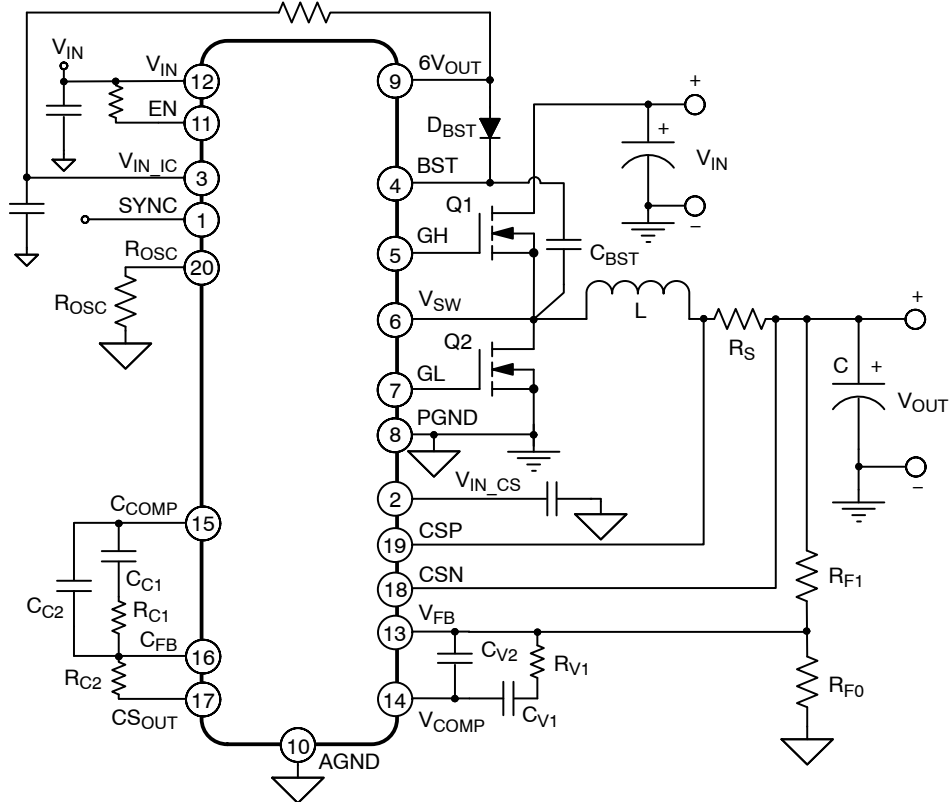 V_IN
V_IN
12
EN
11
V_IN_IC
3
SYNC
1
R_OSC
20
R_OSC
6V_OUT
9
D_BST
BST
4
Q1
GH
5
C_BST
+
+
V_IN
−
V_SW
6
L
R_S
+
Q2
GL
7
C
+
V_OUT
PGND
8
−
V_IN_CS
2
CSP
19
CSN
18
R_F1
V_FB
13
C_V2
R_V1
R_F0
14
V_COMP
C_V1
C_COMP
15
C_C1
C_C2
R_C1
C_FB
16
R_C2
17
CS_OUT
10
AGND